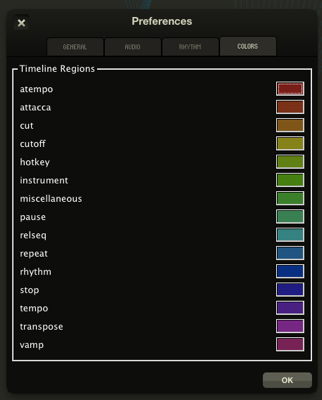 Preferences
GENERAL
AUDIO
RHYTHM
COLORS
Timeline Regions
atempo
attacca
cut
cutoff
hotkey
instrument
miscellaneous
pause
relseq
repeat
rhythm
stop
tempo
transpose
vamp
OK